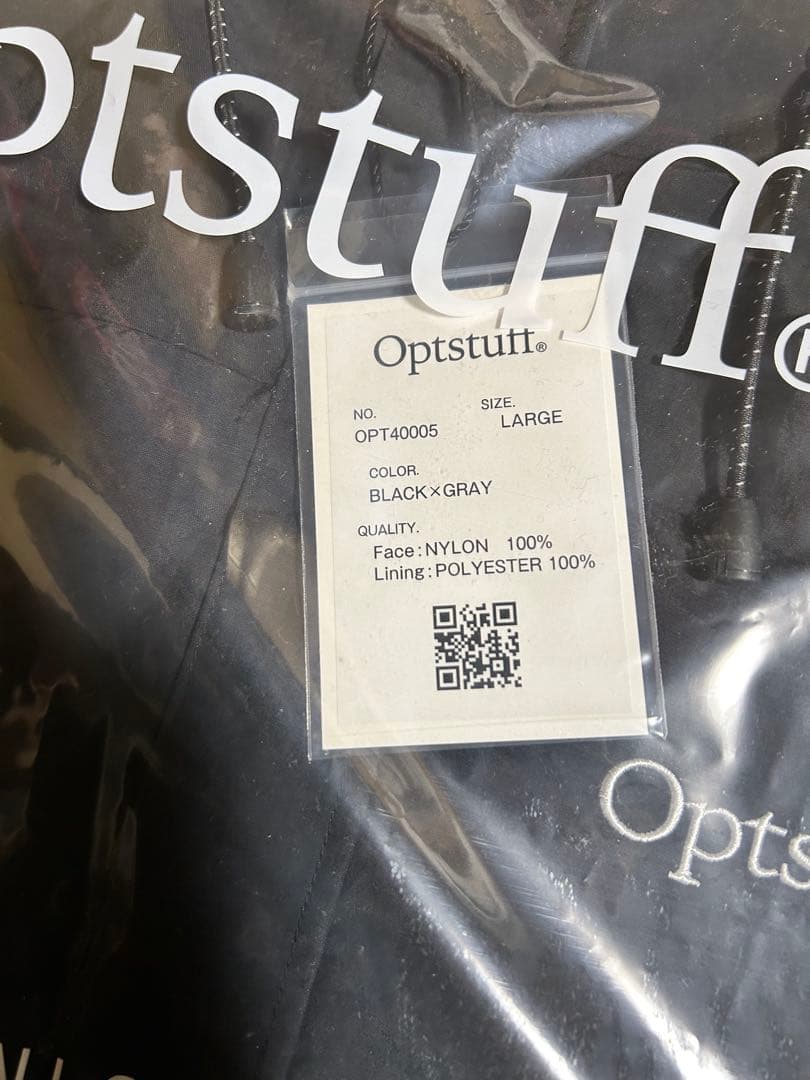 ptstuff®
Optstuff®
NO.
OPT40005
SIZE.
LARGE
COLOR.
BLACK×GRAY
QUALITY.
Face:NYLON 100%
Lining:POLYESTER 100%
Opts